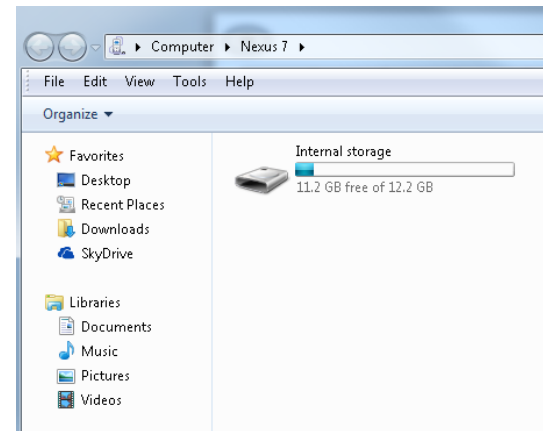 Computer ▸ Nexus 7 ▸
File Edit View Tools Help
Organize ▾
Favorites
Desktop
Recent Places
Downloads
SkyDrive
Libraries
Documents
Music
Pictures
Videos
Internal storage
11.2 GB free of 12.2 GB